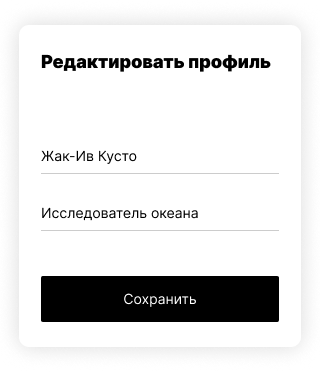 Редактировать профиль
Жак-Ив Кусто
Исследователь океана
Сохранить